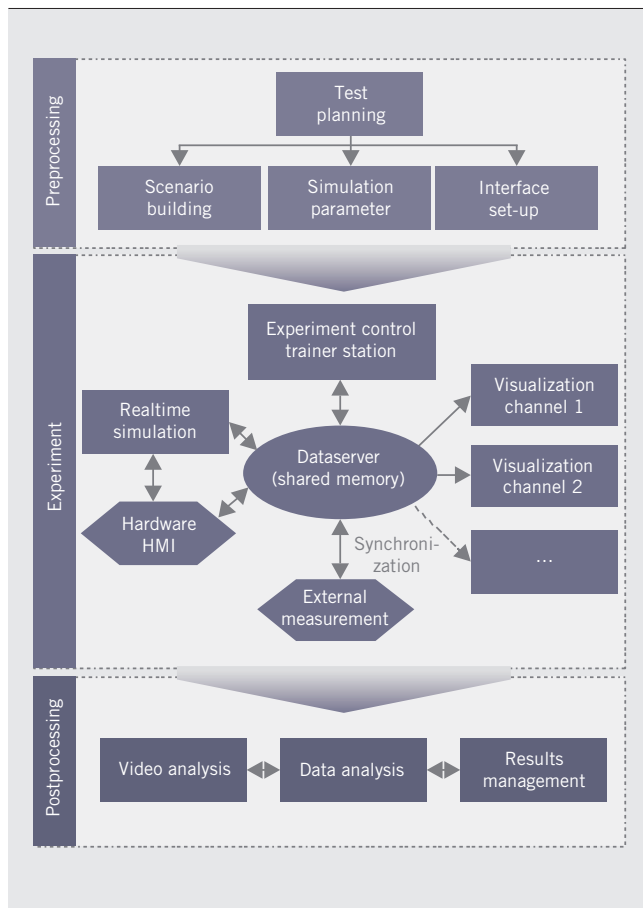 Preprocessing
Test
planning
Scenario
building
Simulation
parameter
Interface
set-up
Experiment
Experiment control
trainer station
Realtime
simulation
Visualization
channel 1
Dataserver
(shared memory)
Visualization
channel 2
Hardware
HMI
Synchroni-
zation
...
External
measurement
Postprocessing
Video analysis
Data analysis
Results
management